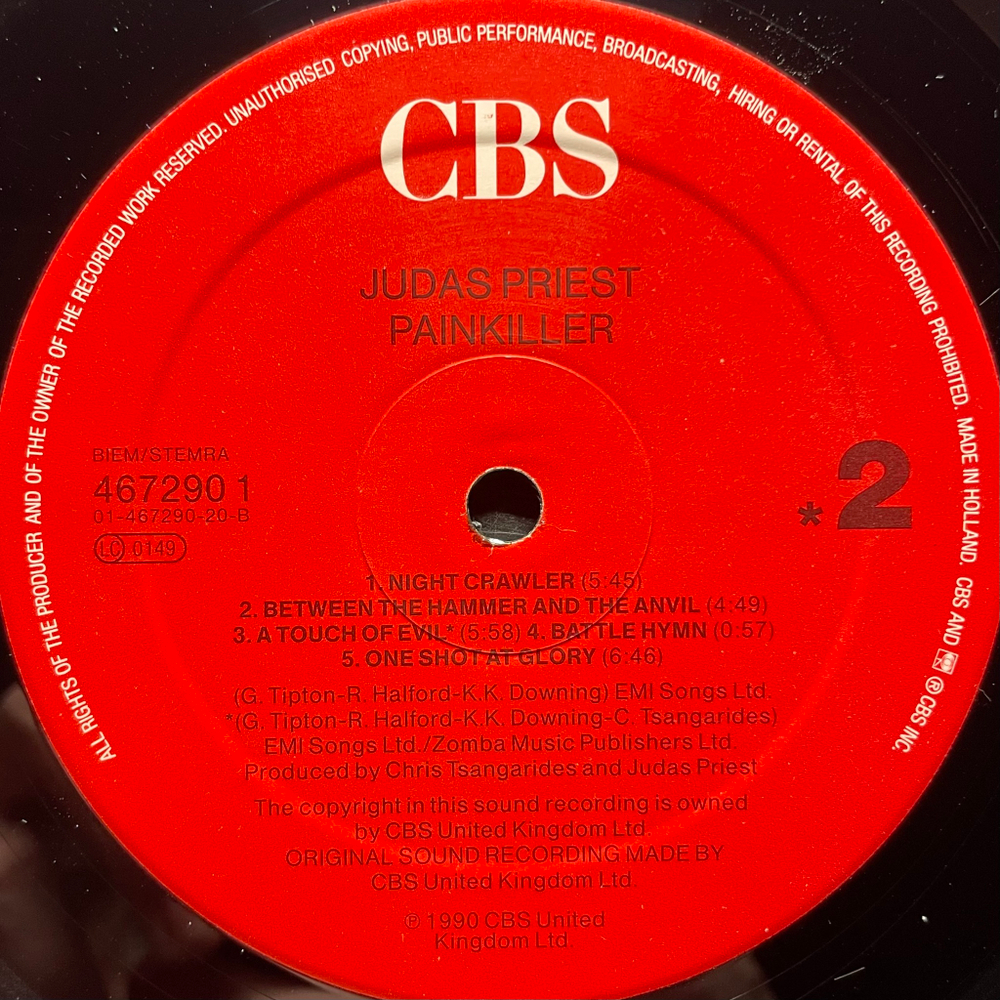 ALL RIGHTS OF THE PRODUCER AND OF THE OWNER OF THE RECORDED WORK RESERVED. UNAUTHORISED COPYING, PUBLIC PERFORMANCE, BROADCASTING, HIRING OR RENTAL OF THIS RECORDING PROHIBITED. MADE IN HOLLAND. CBS AND ® CBS INC.
CBS
JUDAS PRIEST
PAINKILLER
BIEM/STEMRA
467290 1
01-467290-20-B
LC 0149
*2
1. NIGHT CRAWLER (5:45)
2. BETWEEN THE HAMMER AND THE ANVIL (4:49)
3. A TOUCH OF EVIL* (5:58) 4. BATTLE HYMN (0:57)
5. ONE SHOT AT GLORY (6:46)
(G. Tipton-R. Halford-K.K. Downing) EMI Songs Ltd.
*(G. Tipton-R. Halford-K.K. Downing-C. Tsangarides)
EMI Songs Ltd./Zomba Music Publishers Ltd.
Produced by Chris Tsangarides and Judas Priest
The copyright in this sound recording is owned
by CBS United Kingdom Ltd.
ORIGINAL SOUND RECORDING MADE BY
CBS United Kingdom Ltd.
℗ 1990 CBS United
Kingdom Ltd.